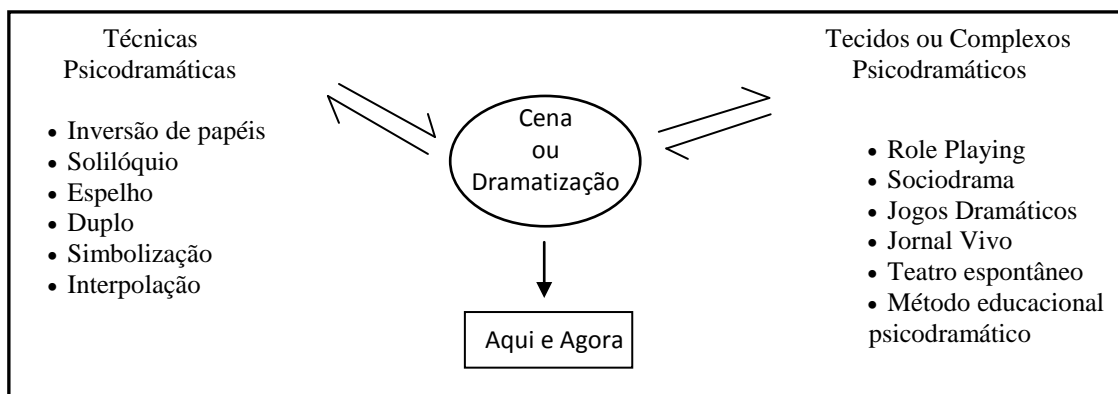 Técnicas
Psicodramáticas
• Inversão de papéis
• Solilóquio
• Espelho
• Duplo
• Simbolização
• Interpolação
Cena
ou
Dramatização
Aqui e Agora
Tecidos ou Complexos
Psicodramáticos
• Role Playing
• Sociodrama
• Jogos Dramáticos
• Jornal Vivo
• Teatro espontâneo
• Método educacional
psicodramático